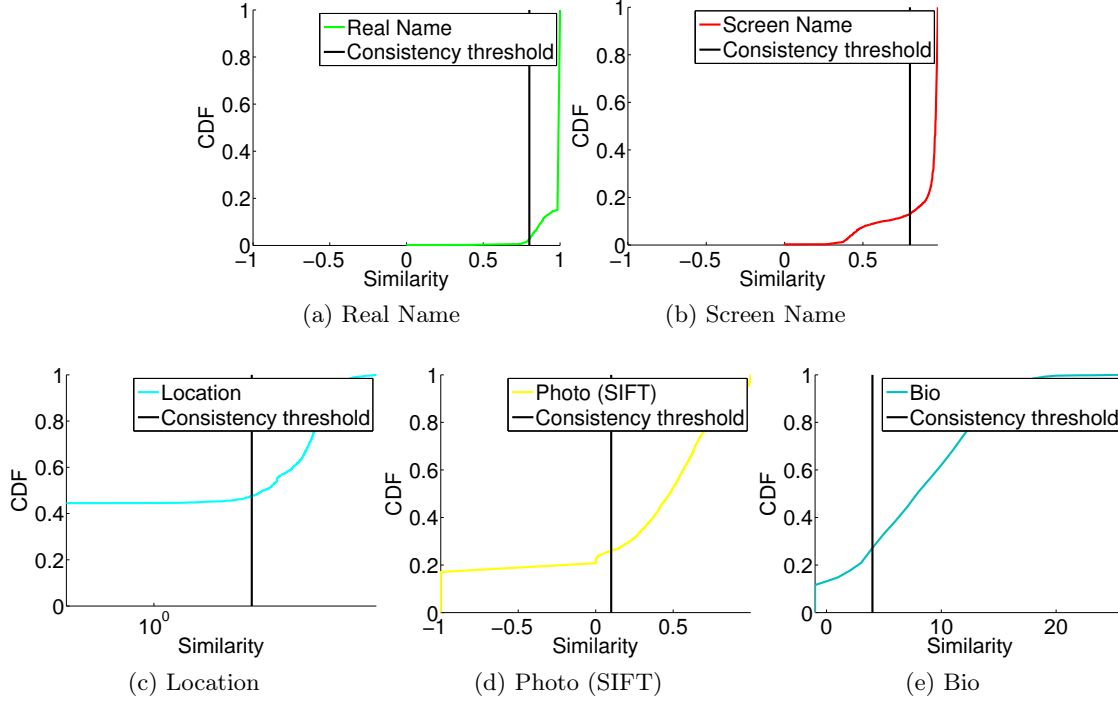 Real Name
Consistency threshold
1
0.8
0.6
0.4
0.2
0
CDF
−1 −0.5 0 0.5 1
Similarity
(a) Real Name
Screen Name
Consistency threshold
1
0.8
0.6
0.4
0.2
0
CDF
−1 −0.5 0 0.5
Similarity
(b) Screen Name
Location
Consistency threshold
1
0.8
0.6
0.4
0.2
0
CDF
10⁰
Similarity
(c) Location
Photo (SIFT)
Consistency threshold
1
0.8
0.6
0.4
0.2
0
CDF
−1 −0.5 0 0.5
Similarity
(d) Photo (SIFT)
Bio
Consistency threshold
1
0.8
0.6
0.4
0.2
0
CDF
0 10 20
Similarity
(e) Bio